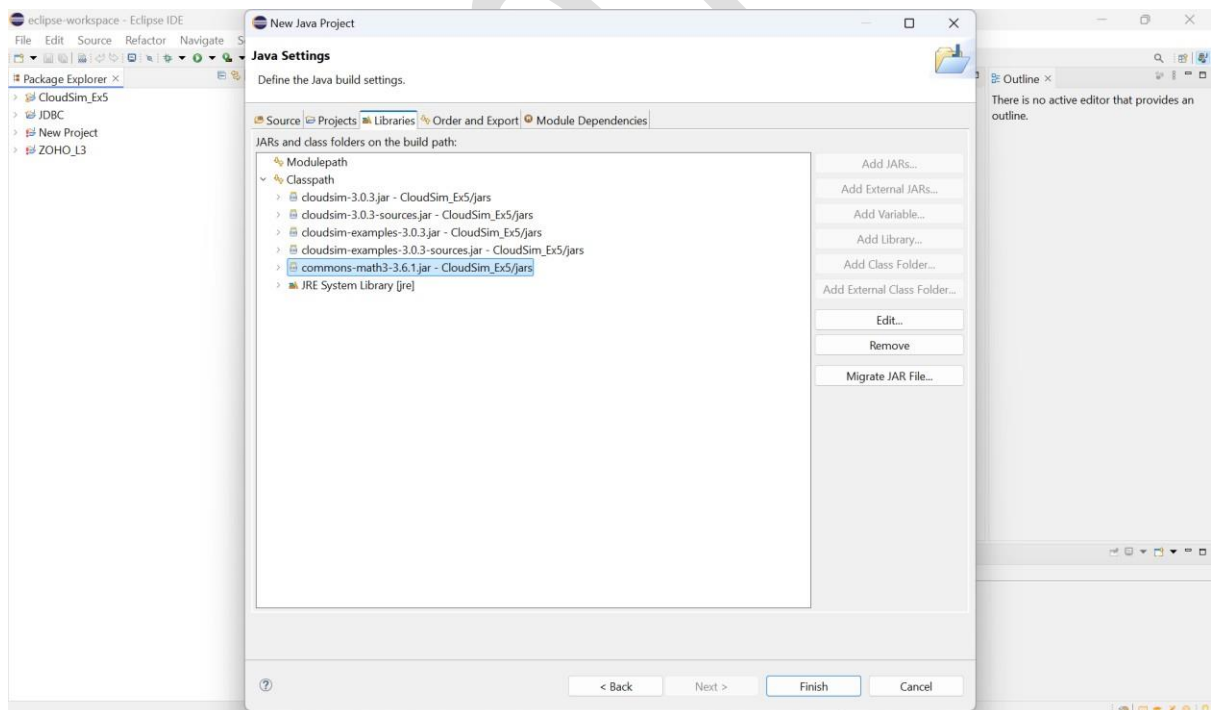 eclipse-workspace - Eclipse IDE
File Edit Source Refactor Navigate
Package Explorer
CloudSim_Ex5
JDBC
New Project
ZOHO_L3
New Java Project
Java Settings
Define the Java build settings.
Source Projects Libraries Order and Export Module Dependencies
JARs and class folders on the build path:
Modulepath
Classpath
cloudsim-3.0.3.jar - CloudSim_Ex5/jars
cloudsim-3.0.3-sources.jar - CloudSim_Ex5/jars
cloudsim-examples-3.0.3.jar - CloudSim_Ex5/jars
cloudsim-examples-3.0.3-sources.jar - CloudSim_Ex5/jars
commons-math3-3.6.1.jar - CloudSim_Ex5/jars
JRE System Library [jre]
Add JARs...
Add External JARs...
Add Variable...
Add Library...
Add Class Folder...
Add External Class Folder...
Edit...
Remove
Migrate JAR File...
< Back Next > Finish Cancel
Outline
There is no active editor that provides an
outline.